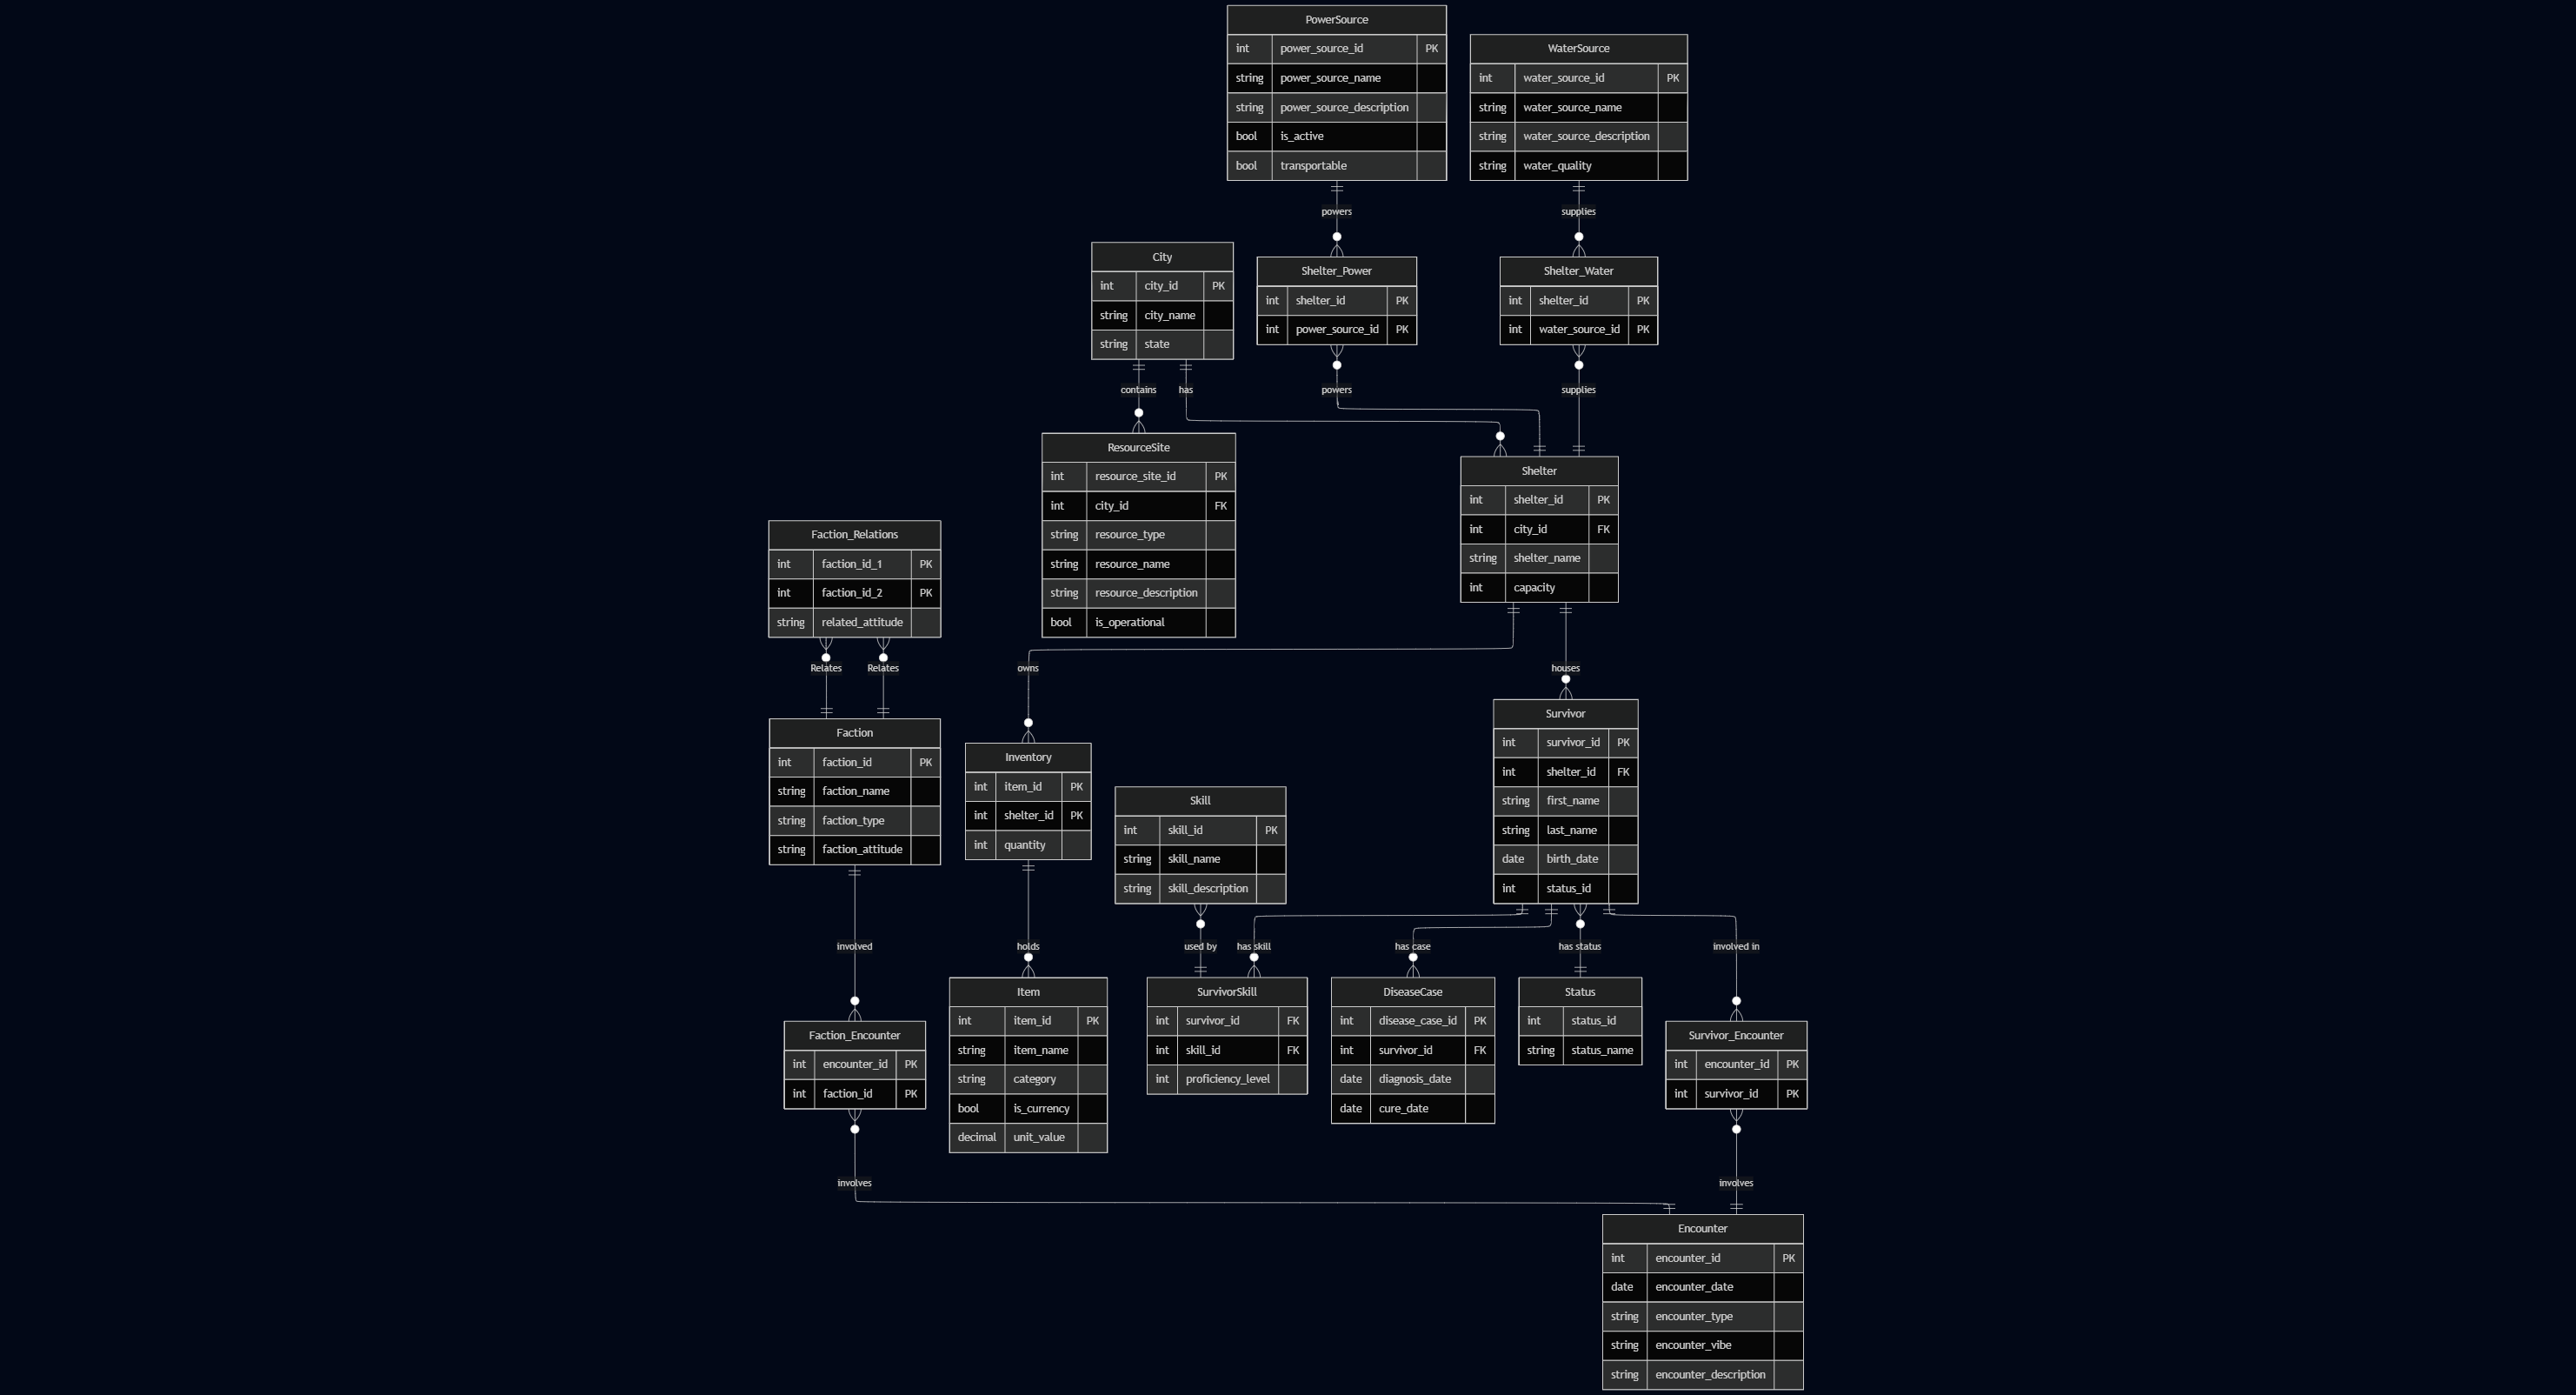 PowerSource
int power_source_id PK
string power_source_name
string power_source_description
bool is_active
bool transportable
WaterSource
int water_source_id PK
string water_source_name
string water_source_description
string water_quality
powers
supplies
City
int city_id PK
string city_name
string state
Shelter_Power
int shelter_id PK
int power_source_id PK
Shelter_Water
int shelter_id PK
int water_source_id PK
contains
has
powers
supplies
ResourceSite
int resource_site_id PK
int city_id FK
string resource_type
string resource_name
string resource_description
bool is_operational
Shelter
int shelter_id PK
int city_id FK
string shelter_name
int capacity
Faction_Relations
int faction_id_1 PK
int faction_id_2 PK
string related_attitude
Relates
Relates
owns
houses
Faction
int faction_id PK
string faction_name
string faction_type
string faction_attitude
Inventory
int item_id PK
int shelter_id PK
int quantity
Skill
int skill_id PK
string skill_name
string skill_description
Survivor
int survivor_id PK
int shelter_id FK
string first_name
string last_name
date birth_date
int status_id
involved
holds
used by
has skill
has case
has status
involved in
Faction_Encounter
int encounter_id PK
int faction_id PK
Item
int item_id PK
string item_name
string category
bool is_currency
decimal unit_value
SurvivorSkill
int survivor_id FK
int skill_id FK
int proficiency_level
DiseaseCase
int disease_case_id PK
int survivor_id FK
date diagnosis_date
date cure_date
Status
int status_id
string status_name
Survivor_Encounter
int encounter_id PK
int survivor_id PK
involves
involves
Encounter
int encounter_id PK
date encounter_date
string encounter_type
string encounter_vibe
string encounter_description